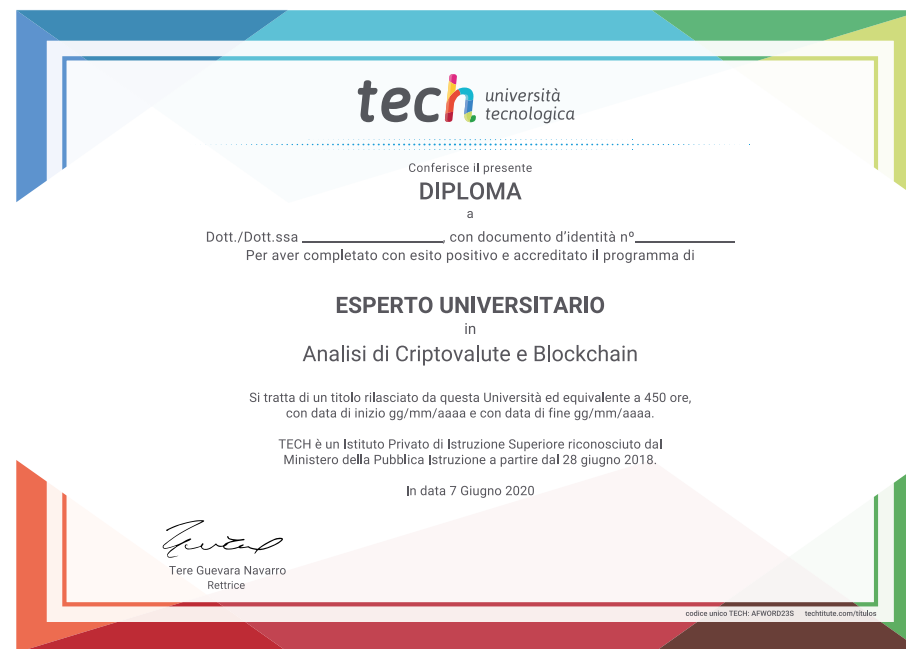 tech università
tecnologica
Conferisce il presente
DIPLOMA
a
Dott./Dott.ssa ____________________, con documento d'identità nº______________
Per aver completato con esito positivo e accreditato il programma di
ESPERTO UNIVERSITARIO
in
Analisi di Criptovalute e Blockchain
Si tratta di un titolo rilasciato da questa Università ed equivalente a 450 ore,
con data di inizio gg/mm/aaaa e con data di fine gg/mm/aaaa.
TECH è un Istituto Privato di Istruzione Superiore riconosciuto dal
Ministero della Pubblica Istruzione a partire dal 28 giugno 2018.
In data 7 Giugno 2020
Tere Guevara Navarro
Rettrice
codice unico TECH: AFWORD23S techtitute.com/títulos